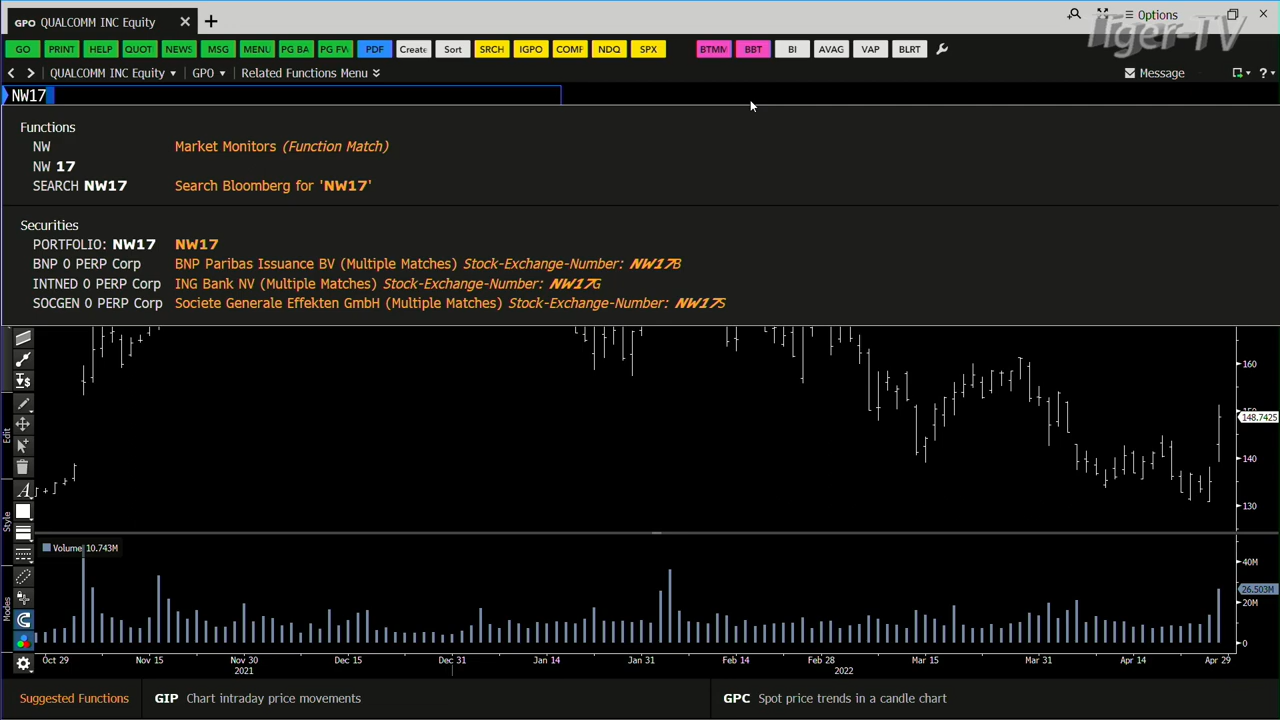 GPO QUALCOMM INC Equity
Options
Tiger-TV
GO PRINT HELP QUOT NEWS MSG MENU PG BA PG FW PDF Create Sort SRCH IGPO COMF NDQ SPX BTMM BBT BI AVAG VAP BLRT
QUALCOMM INC Equity GPO Related Functions Menu Message ?
NW17
Functions
NW Market Monitors (Function Match)
NW 17
SEARCH NW17 Search Bloomberg for 'NW17'
Securities
PORTFOLIO: NW17 NW17
BNP 0 PERP Corp BNP Paribas Issuance BV (Multiple Matches) Stock-Exchange-Number: NW17B
INTNED 0 PERP Corp ING Bank NV (Multiple Matches) Stock-Exchange-Number: NW17G
SOCGEN 0 PERP Corp Societe Generale Effekten GmbH (Multiple Matches) Stock-Exchange-Number: NW17S
160
148.7425
140
130
Edit
Style
Modes
A
Volume 10.743M
40M
26.503M
20M
0
Oct 29 Nov 15 Nov 30 Dec 15 Dec 31 Jan 14 Jan 31 Feb 14 Feb 28 Mar 15 Mar 31 Apr 14 Apr 29
2021 2022
Suggested Functions GIP Chart intraday price movements GPC Spot price trends in a candle chart